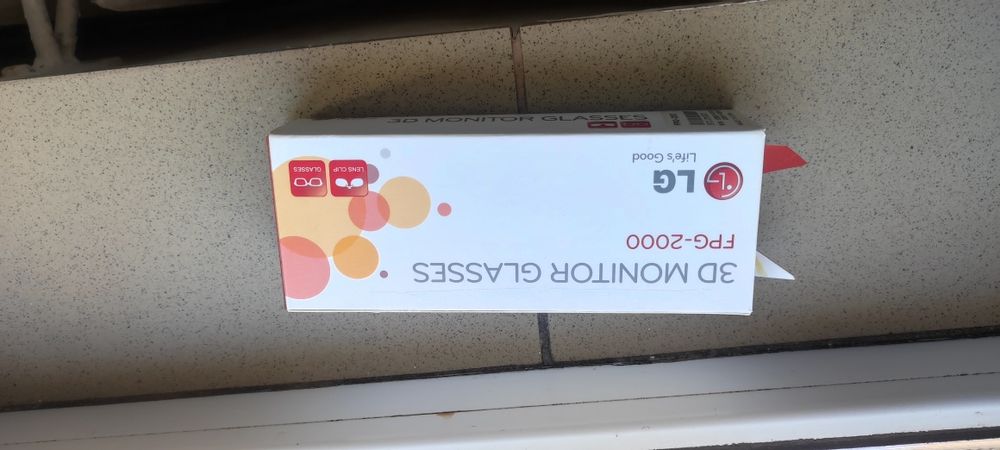 3D MONITOR GLASSES
FPG-2000
LG
Life's Good
LENS CLIP
GLASSES
3D MONITOR GLASSES